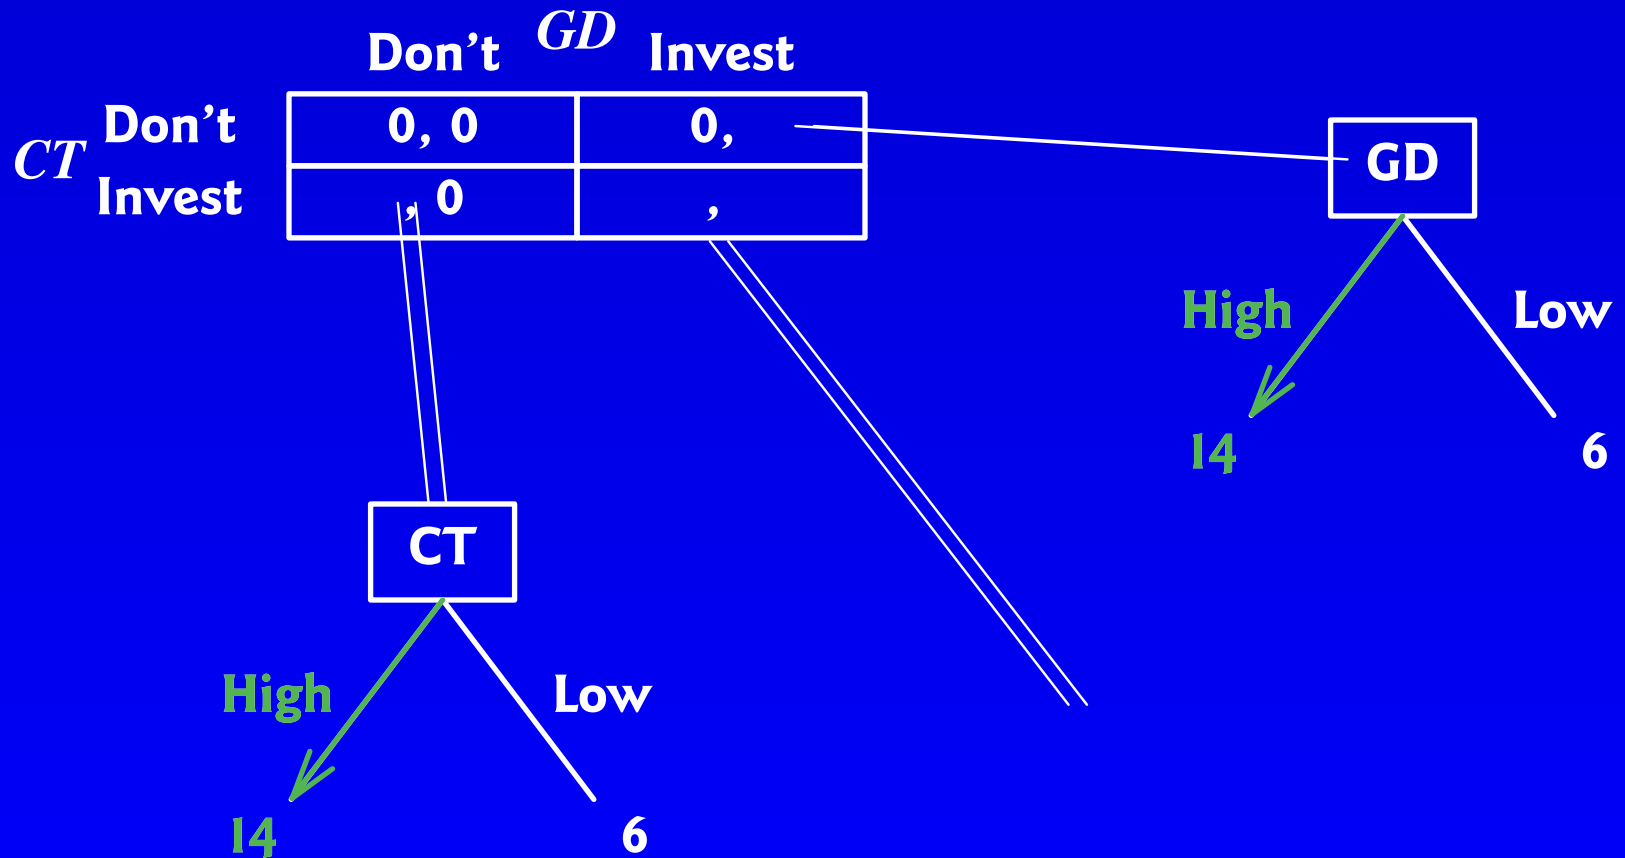 GD
Don't Invest
CT
Don't 0, 0 0,
Invest , 0 ,
GD
High Low
14 6
CT
High Low
14 6